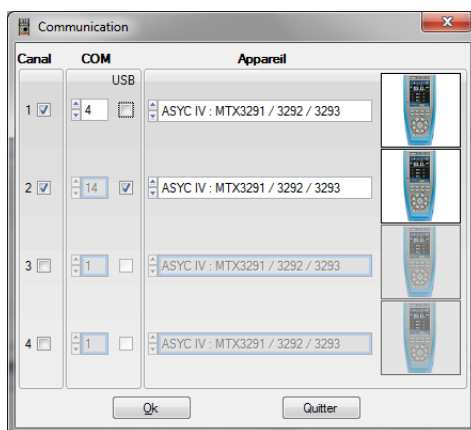 Communication
Canal COM Appareil
USB
1 4 ASYC IV : MTX3291 / 3292 / 3293
2 14 ASYC IV : MTX3291 / 3292 / 3293
3 1 ASYC IV : MTX3291 / 3292 / 3293
4 1 ASYC IV : MTX3291 / 3292 / 3293
Ok Quitter